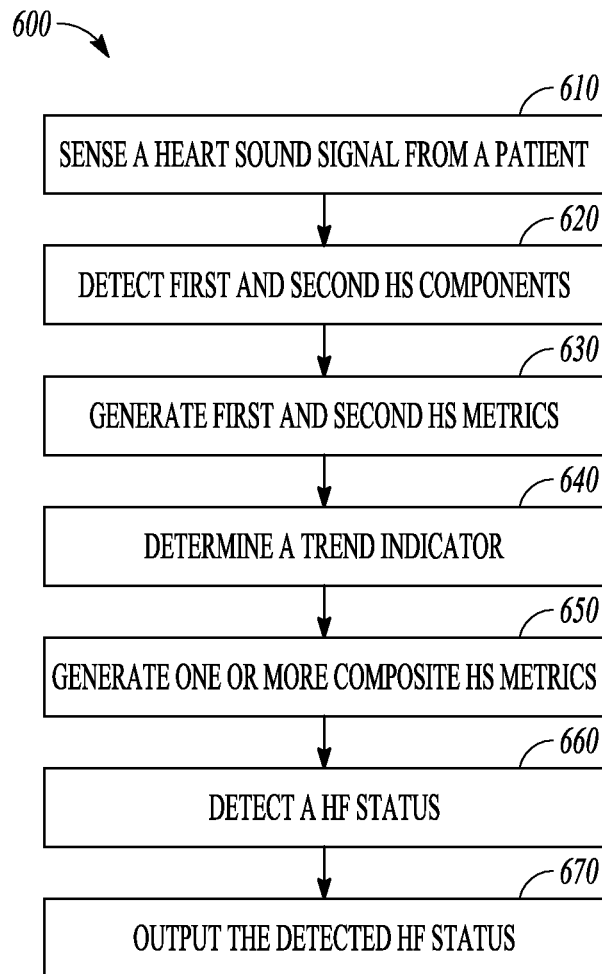 600
610
SENSE A HEART SOUND SIGNAL FROM A PATIENT
620
DETECT FIRST AND SECOND HS COMPONENTS
630
GENERATE FIRST AND SECOND HS METRICS
640
DETERMINE A TREND INDICATOR
650
GENERATE ONE OR MORE COMPOSITE HS METRICS
660
DETECT A HF STATUS
670
OUTPUT THE DETECTED HF STATUS